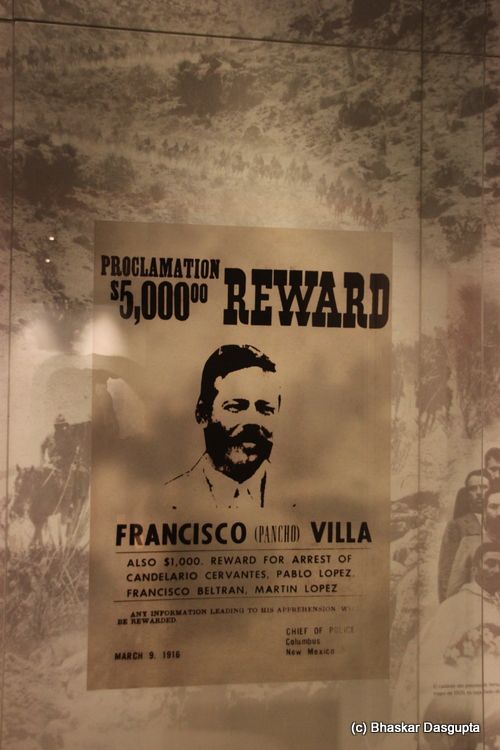 PROCLAMATION
$5,000⁰⁰ REWARD
FRANCISCO (PANCHO) VILLA
ALSO $1,000. REWARD FOR ARREST OF
CANDELARIO CERVANTES, PABLO LOPEZ,
FRANCISCO BELTRAN, MARTIN LOPEZ
ANY INFORMATION LEADING TO HIS APPREHENSION
BE REWARDED.
CHIEF OF POLICE
Columbus
New Mexico
MARCH 9, 1916
(c) Bhaskar Dasgupta